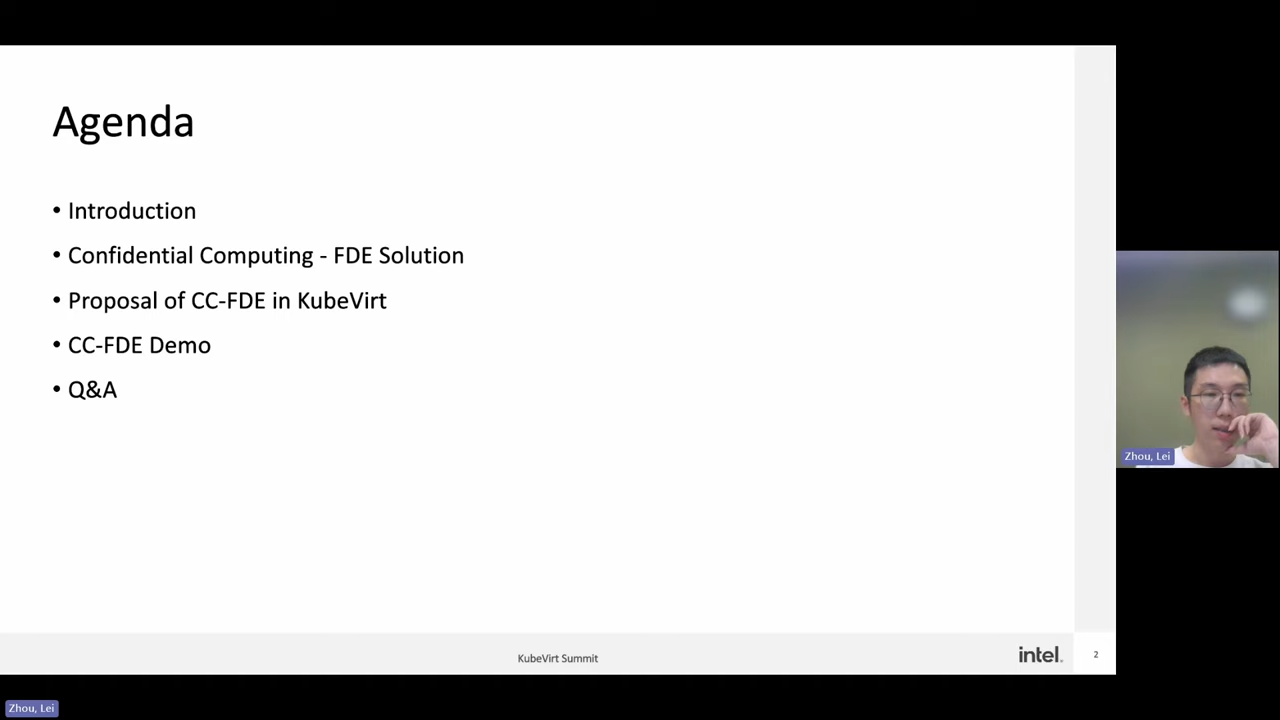 Agenda
• Introduction
• Confidential Computing - FDE Solution
• Proposal of CC-FDE in KubeVirt
• CC-FDE Demo
• Q&A
Zhou, Lei
KubeVirt Summit
intel.
2
Zhou, Lei